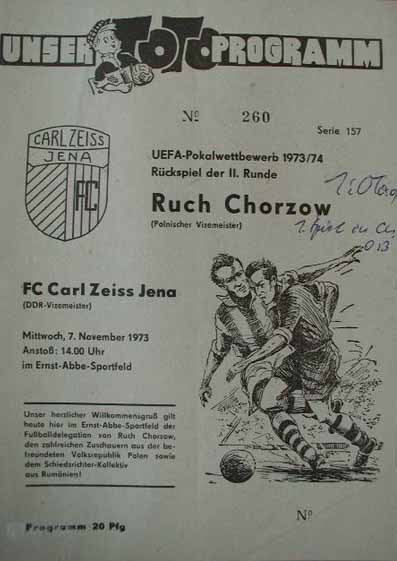 UNSER TOTO PROGRAMM
Nº 260
Serie 157
CARL ZEISS
JENA
FC
UEFA-Pokalwettbewerb 1973/74
Rückspiel der II. Runde
Ruch Chorzow
(Polnischer Vizemeister)
FC Carl Zeiss Jena
(DDR-Vizemeister)
Mittwoch, 7. November 1973
Anstoß: 14.00 Uhr
im Ernst-Abbe-Sportfeld
Unser herzlicher Willkommensgruß gilt
heute hier im Ernst-Abbe-Sportfeld der
Fußballdelegation von Ruch Chorzow,
den zahlreichen Zuschauern aus der be-
freundeten Volksrepublik Polen sowie
dem Schiedsrichter-Kollektiv
aus Rumänien!
Nº
Programm 20 Pfg